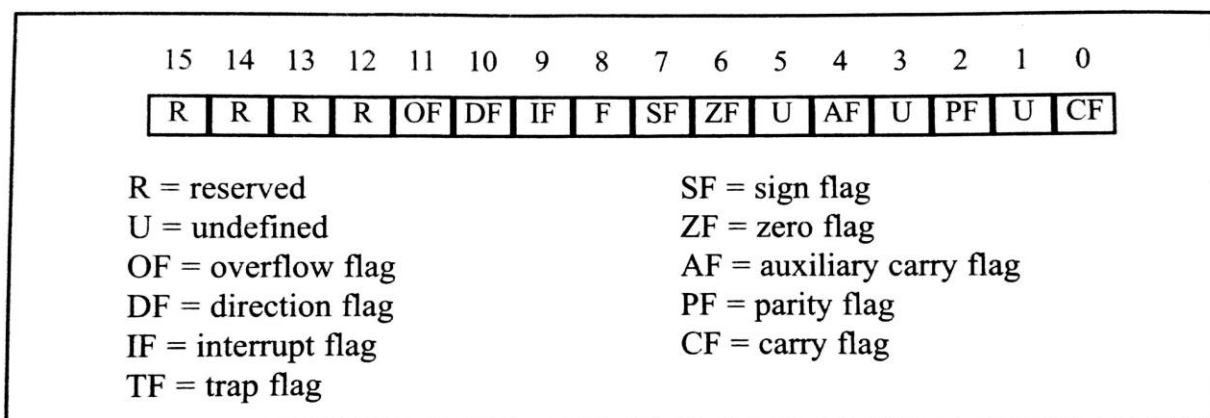 15 14 13 12 11 10 9 8 7 6 5 4 3 2 1 0
R R R R OF DF IF F SF ZF U AF U PF U CF
R = reserved
U = undefined
OF = overflow flag
DF = direction flag
IF = interrupt flag
TF = trap flag
SF = sign flag
ZF = zero flag
AF = auxiliary carry flag
PF = parity flag
CF = carry flag